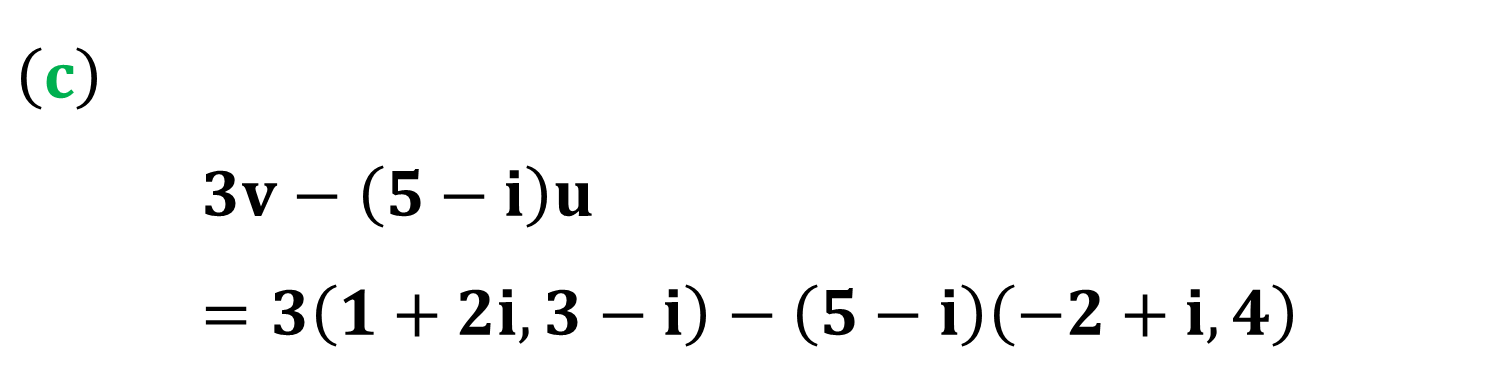 (c)
3v − (5 − i)u
= 3(1 + 2i, 3 − i) − (5 − i)(−2 + i, 4)